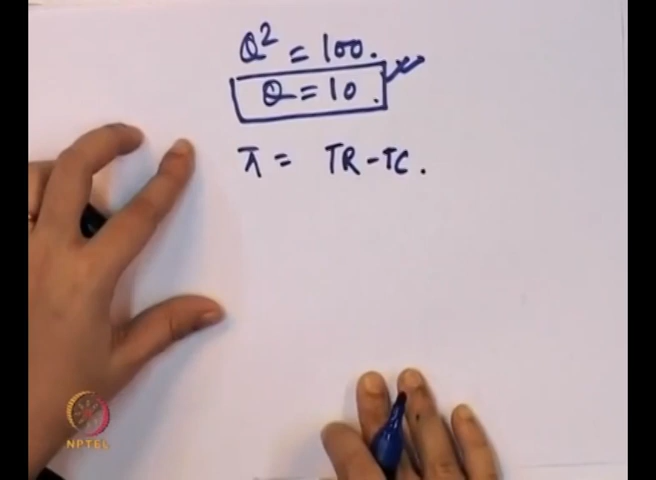 Q² = 100.
Q = 10.
π = TR - TC.
NPTEL